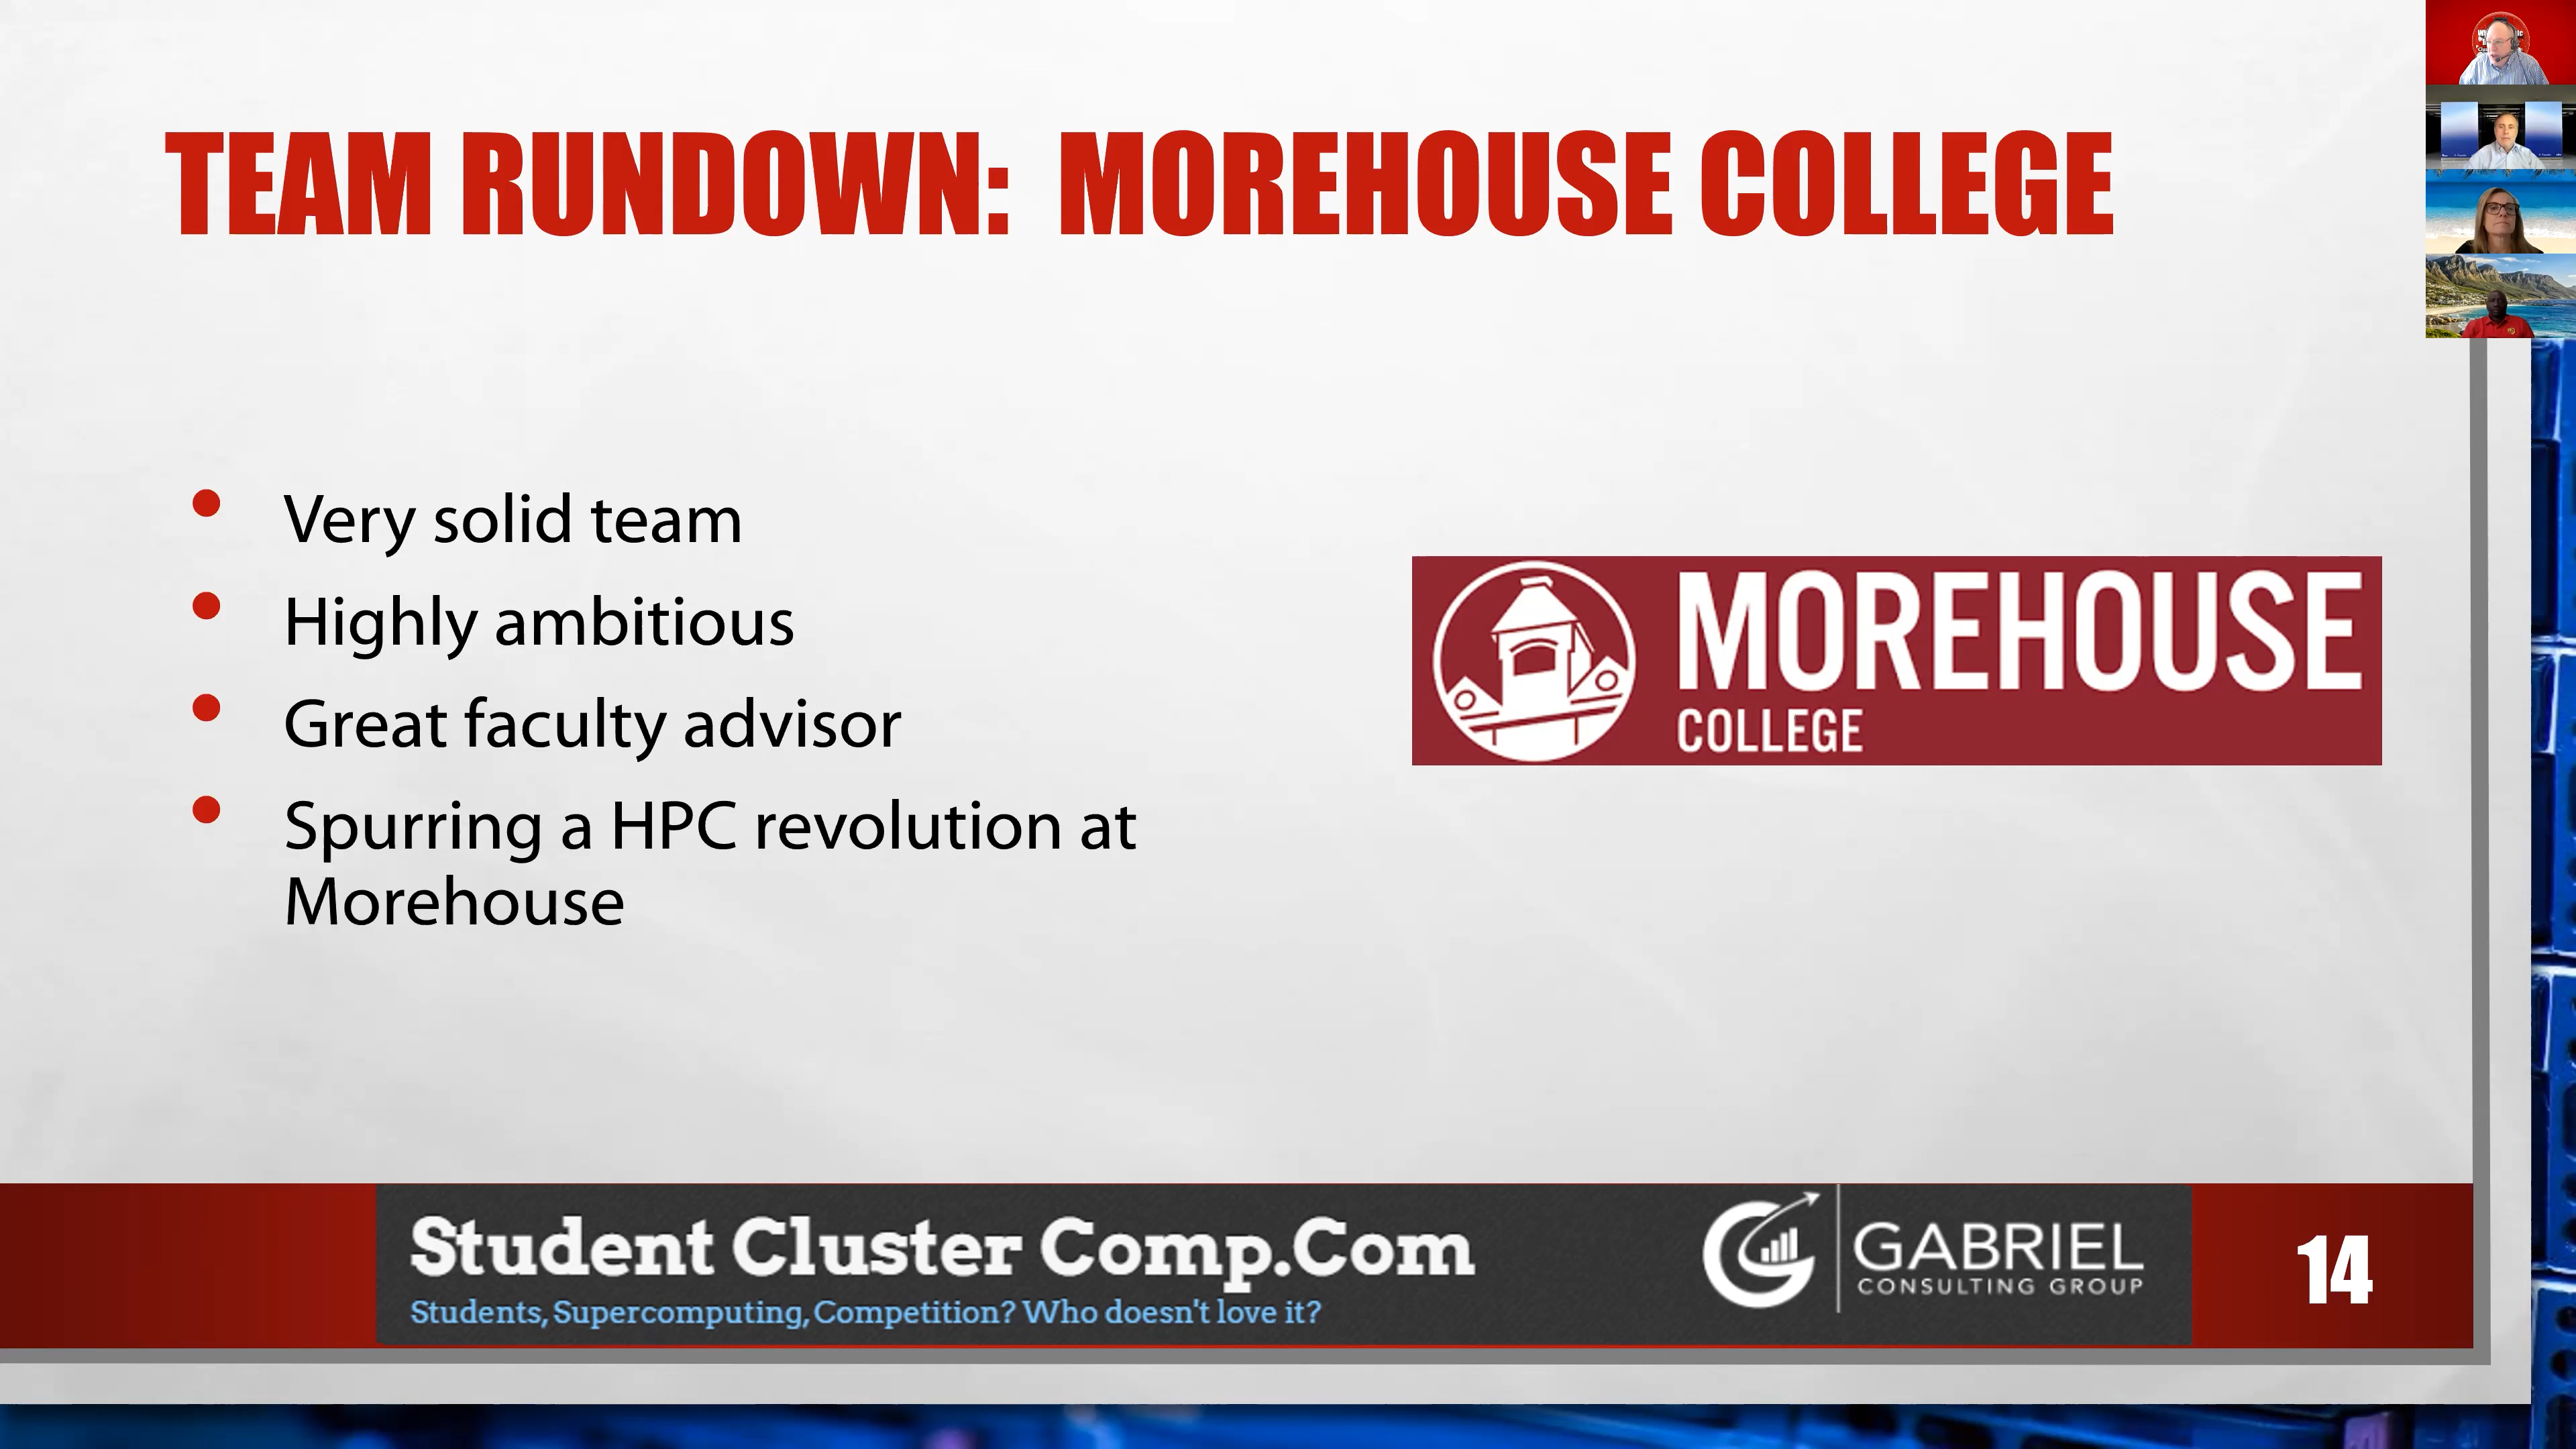 TEAM RUNDOWN: MOREHOUSE COLLEGE
Very solid team
Highly ambitious
Great faculty advisor
Spurring a HPC revolution at
Morehouse
MOREHOUSE
COLLEGE
Student Cluster Comp.Com
Students, Supercomputing, Competition? Who doesn't love it?
GABRIEL
CONSULTING GROUP
14